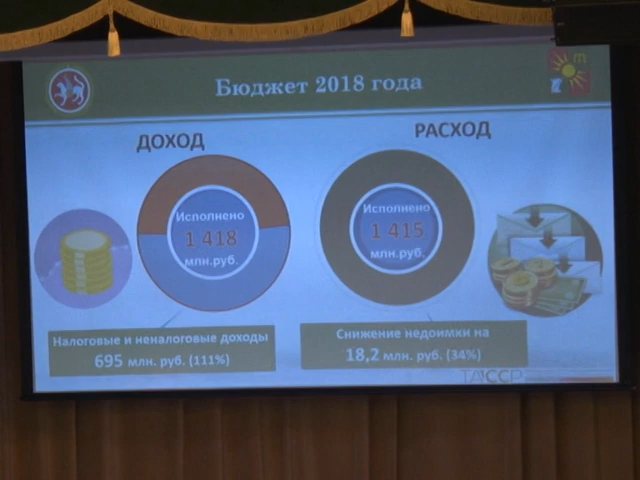 Бюджет 2018 года
ДОХОД
РАСХОД
Исполнено
1 418
млн.руб.
Исполнено
1 415
млн.руб.
Налоговые и неналоговые доходы
695 млн. руб. (111%)
Снижение недоимки на
18,2 млн. руб. (34%)
ТАССР
m